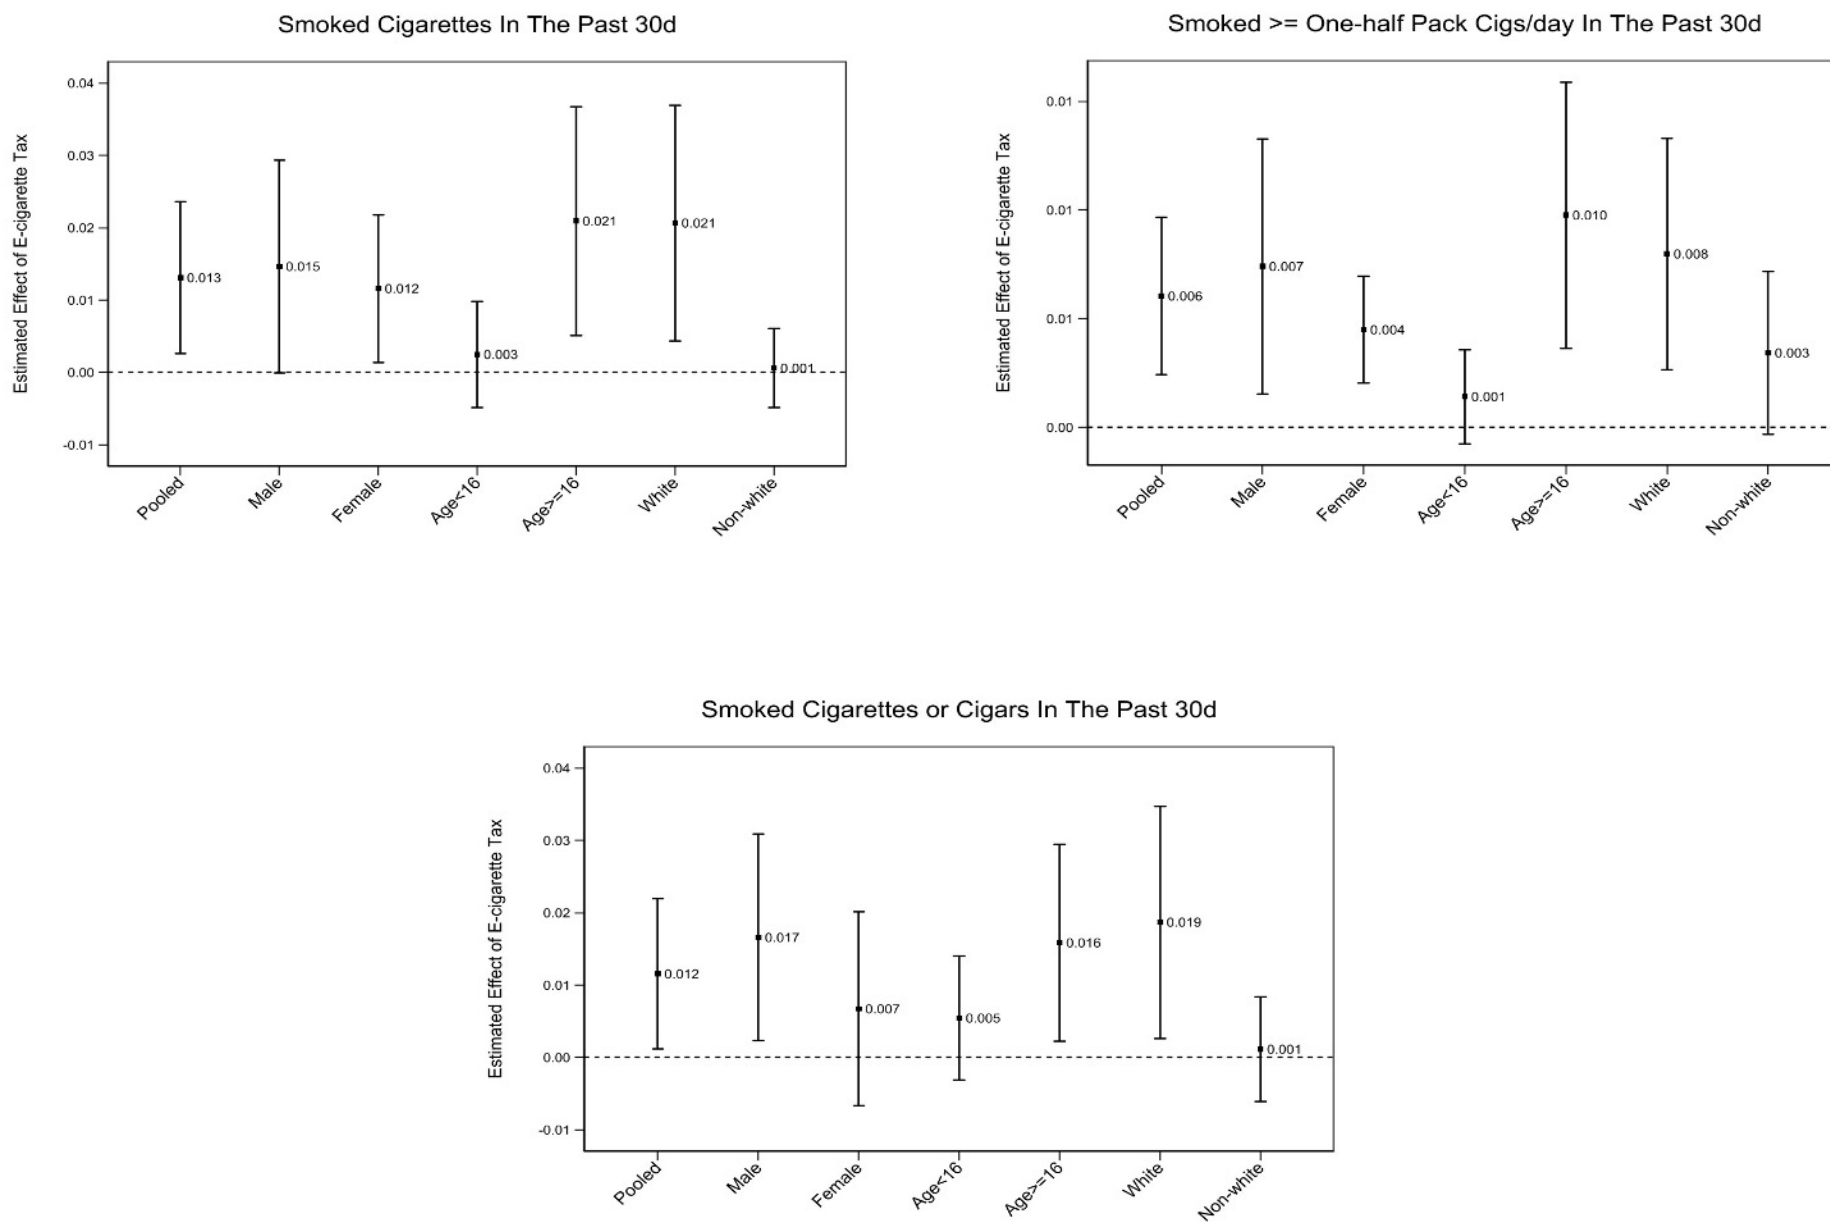 Smoked Cigarettes In The Past 30d
Estimated Effect of E-cigarette Tax
0.04
0.03
0.02
0.01
0.00
-0.01
0.013
0.015
0.012
0.003
0.021
0.021
0.001
Pooled
Male
Female
Age<16
Age>=16
White
Non-white
Smoked >= One-half Pack Cigs/day In The Past 30d
Estimated Effect of E-cigarette Tax
0.01
0.01
0.01
0.00
0.006
0.007
0.004
0.001
0.010
0.008
0.003
Pooled
Male
Female
Age<16
Age>=16
White
Non-white
Smoked Cigarettes or Cigars In The Past 30d
Estimated Effect of E-cigarette Tax
0.04
0.03
0.02
0.01
0.00
-0.01
0.012
0.017
0.007
0.005
0.016
0.019
0.001
Pooled
Male
Female
Age<16
Age>=16
White
Non-white